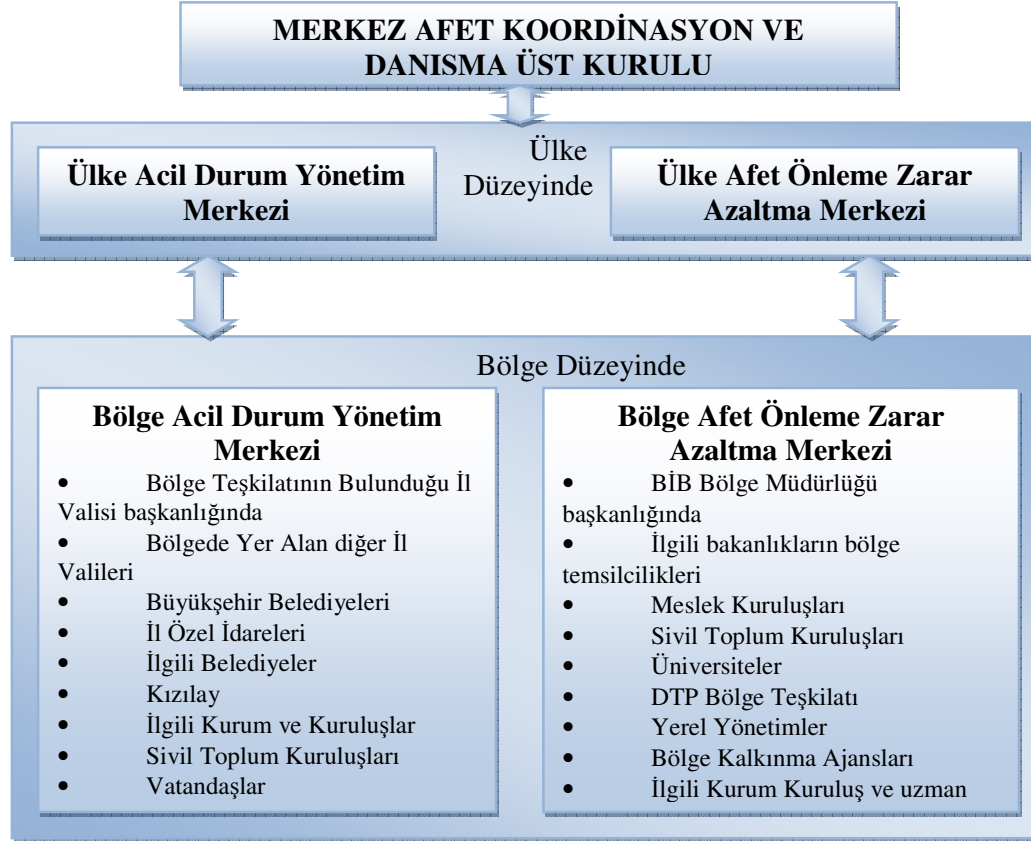 MERKEZ AFET KOORDİNASYON VE
DANISMA ÜST KURULU
Ülke
Düzeyinde
Ülke Acil Durum Yönetim
Merkezi
Ülke Afet Önleme Zarar
Azaltma Merkezi
Bölge Düzeyinde
Bölge Acil Durum Yönetim
Merkezi
• Bölge Teşkilatının Bulunduğu İl
Valisi başkanlığında
• Bölgede Yer Alan diğer İl
Valileri
• Büyükşehir Belediyeleri
• İl Özel İdareleri
• İlgili Belediyeler
• Kızılay
• İlgili Kurum ve Kuruluşlar
• Sivil Toplum Kuruluşları
• Vatandaşlar
Bölge Afet Önleme Zarar
Azaltma Merkezi
• BİB Bölge Müdürlüğü
başkanlığında
• İlgili bakanlıkların bölge
temsilcilikleri
• Meslek Kuruluşları
• Sivil Toplum Kuruluşları
• Üniversiteler
• DTP Bölge Teşkilatı
• Yerel Yönetimler
• Bölge Kalkınma Ajansları
• İlgili Kurum Kuruluş ve uzman